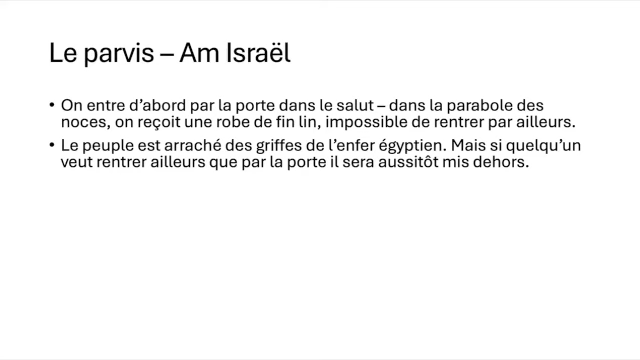 Le parvis – Am Israël
• On entre d’abord par la porte dans le salut – dans la parabole des
noces, on reçoit une robe de fin lin, impossible de rentrer par ailleurs.
• Le peuple est arraché des griffes de l’enfer égyptien. Mais si quelqu’un
veut rentrer ailleurs que par la porte il sera aussitôt mis dehors.